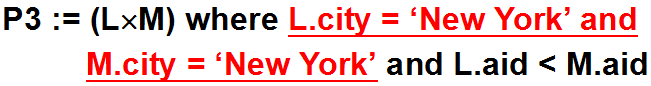 P3 := (L×M) where L.city = ‘New York’ and
M.city = ‘New York’ and L.aid < M.aid